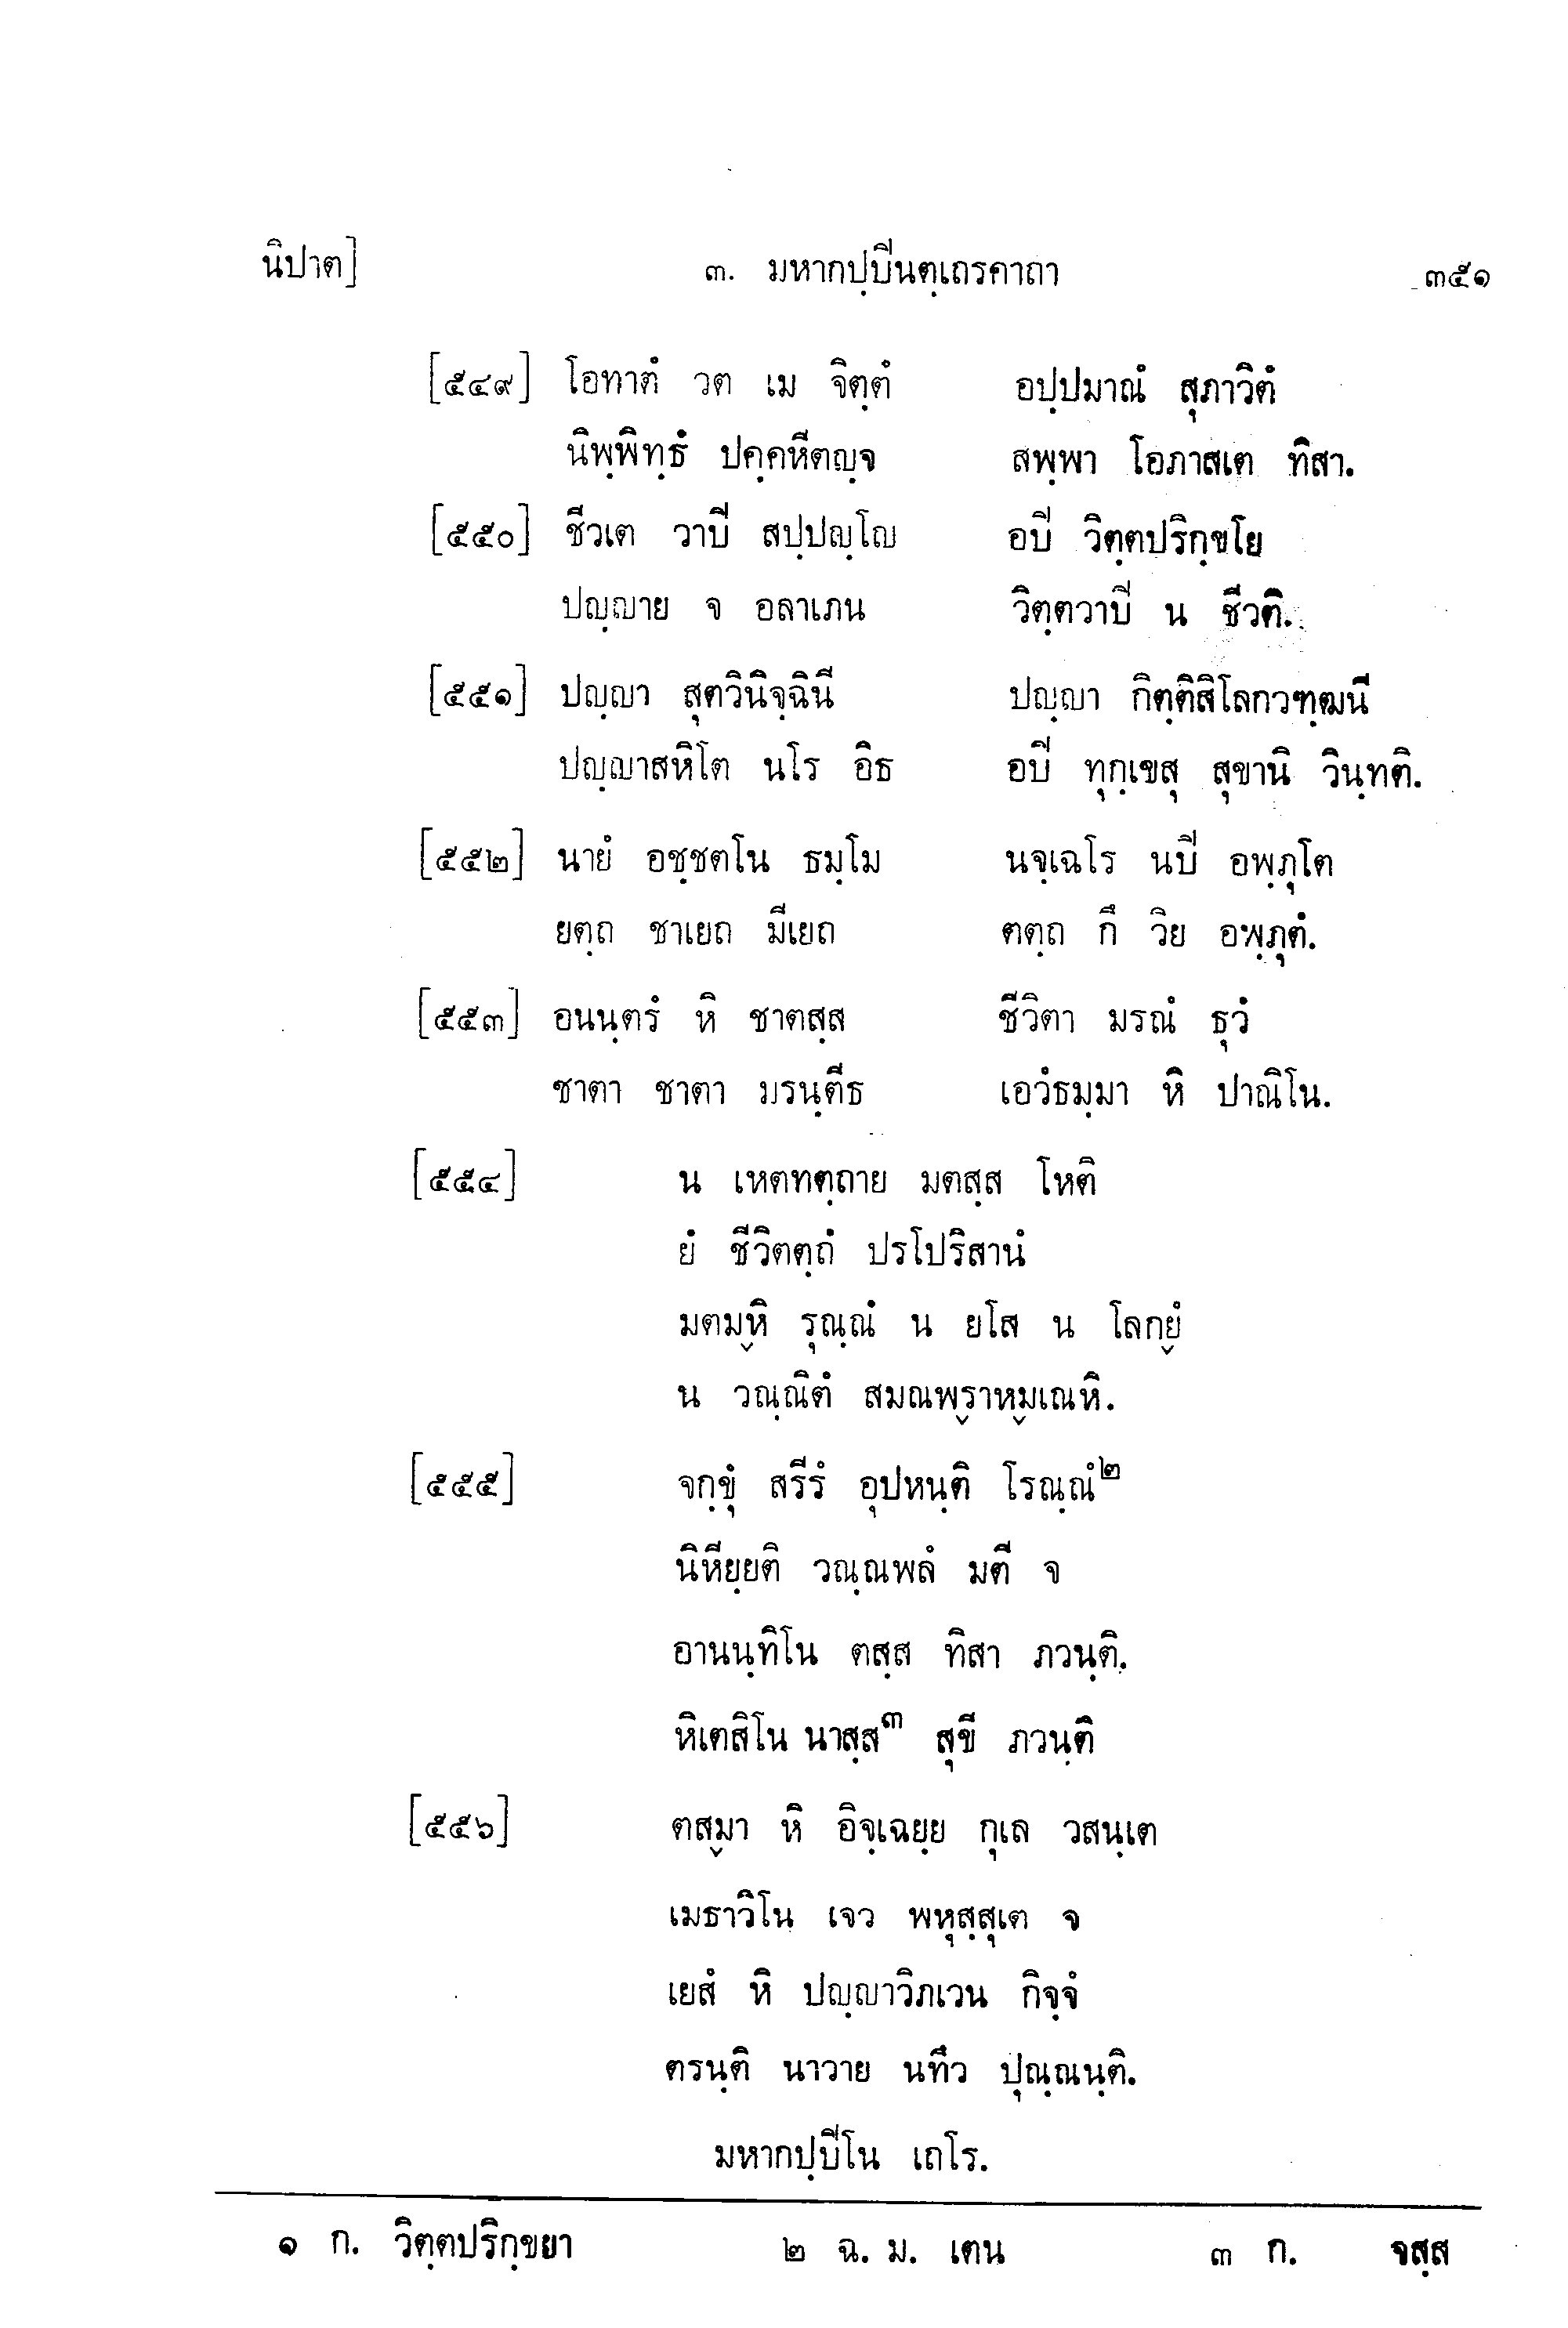 นิปาต] ๓. มหากปฺปีนตฺเถรคาถา ๓๕๑
[๕๔๙] โอทาตํ วต เม จิตฺตํ อปฺปมาณํ สุภาวิตํ
นิพฺพิทฺธํ ปคฺคหีตญฺจ สพฺพา โอภาสเต ทิสา.
[๕๕๐] ชีวเต วาปี สปฺปญฺโญ อปี วิตฺตปริกฺขโย
ปญฺญาย จ อลาเภน วิตฺตวาปี น ชีวติ.
[๕๕๑] ปญฺญา สุตวินิจฺฉินี ปญฺญา กิตฺติสิโลกวฑฺฒนี
ปญฺญาสหิโต นโร อิธ อปี ทุกฺเขสุ สุขานิ วินฺทติ.
[๕๕๒] นายํ อชฺชตโน ธมฺโม นจฺเฉโร นปี อพฺภุโต
ยตฺถ ชาเยถ มีเยถ ตตฺถ กึ วิย อพฺภุตํ.
[๕๕๓] อนนฺตรํ หิ ชาตสฺส ชีวิตา มรณํ ธุวํ
ชาตา ชาตา มรนฺตีธ เอวํธมฺมา หิ ปาณิโน.
[๕๕๔] น เหตทตฺถาย มตสฺส โหติ
ยํ ชีวิตตฺถํ ปรโปริสานํ
มตมฺหิ รุณฺณํ น ยโส น โลกฺยํ
น วณฺณิตํ สมณพฺราหฺมเณหิ.
[๕๕๕] จกฺขุํ สรีรํ อุปหนฺติ โรณฺณํ๒
นิหียฺยติ วณฺณพลํ มตี จ
อานนฺทิโน ตสฺส ทิสา ภวนฺติ.
หิเตสิโน นาสฺส๓ สุขี ภวนฺติ
[๕๕๖] ตสฺมา หิ อิจฺเฉยฺย กุเล วสนฺเต
เมธาวิโน เจว พหุสฺสุเต จ
เยสํ หิ ปญฺญาวิภเวน กิจฺจํ
ตรนฺติ นาวาย นทึว ปุณฺณนฺติ.
มหากปฺปีโน เถโร.
๑ ก. วิตฺตปริกฺขยา ๒ ฉ. ม. เตน ๓ ก. จสฺส